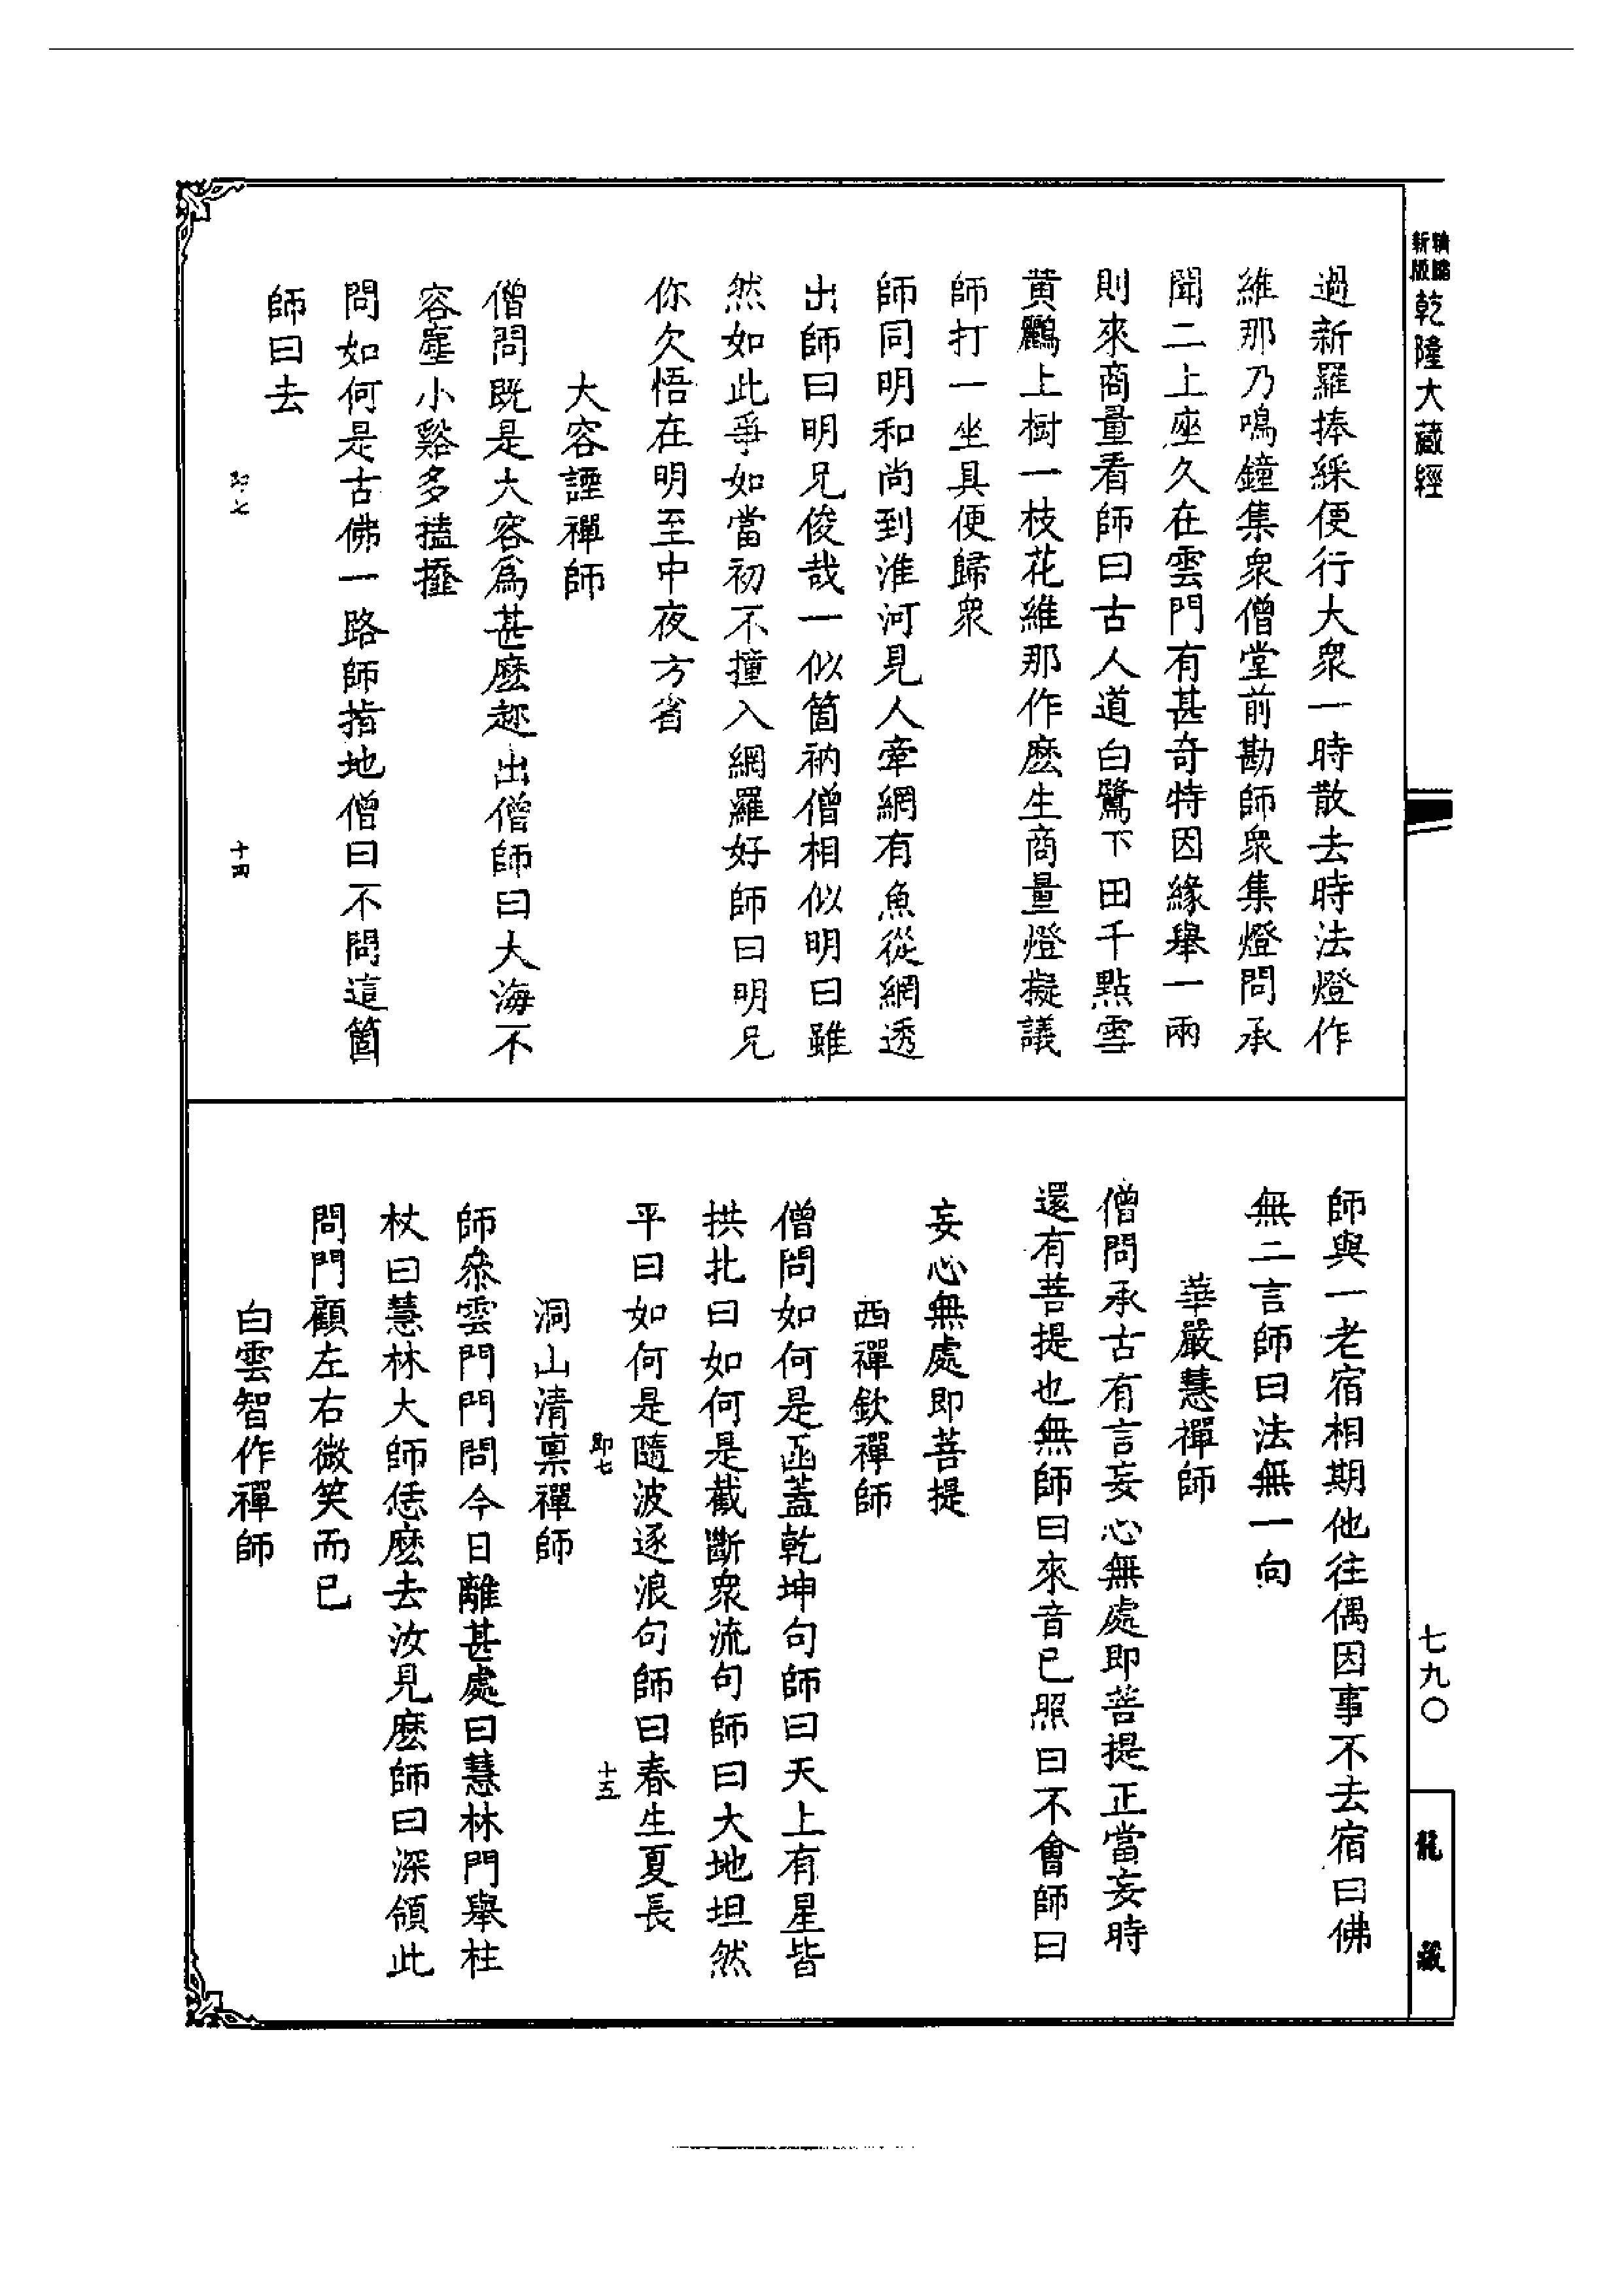 精縮
新版
乾隆大藏經
過新羅捧綵便行大眾一時散去時法燈作
維那乃鳴鐘集眾僧堂前勘師眾集燈問承
聞二上座久在雲門有甚奇特因緣舉一兩
則來商量看師曰古人道白鷺下田千點雪
黃鸝上樹一枝花維那作麽生商量燈擬議
師打一坐具便歸眾
師同明和尚到淮河見人牽網有魚從網透
出師曰明兄俊哉一似箇衲僧相似明曰雖
然如此爭如當初不撞入網羅好師曰明兄
你欠悟在明至中夜方省
大容諲禪師
僧問既是大容為甚麽趂出僧師曰大海不
容塵小谿多搕𢶍
問如何是古佛一路師指地僧曰不問這箇
師曰去
即七
十四
師與一老宿相期他往偶因事不去宿曰佛
無二言師曰法無一向
華嚴慧禪師
僧問承古有言妄心無處即菩提正當妄時
還有菩提也無師曰來音已照曰不會師曰
妄心無處即菩提
西禪欽禪師
僧問如何是函蓋乾坤句師曰天上有星皆
拱北曰如何是截斷眾流句師曰大地坦然
平曰如何是隨波逐浪句師曰春生夏長
即七
十五
洞山清稟禪師
師叅雲門門問今日離甚處曰慧林門舉柱
杖曰慧林大師恁麽去汝見麽師曰深領此
問門顧左右微笑而已
白雲智作禪師
七九〇
龍藏